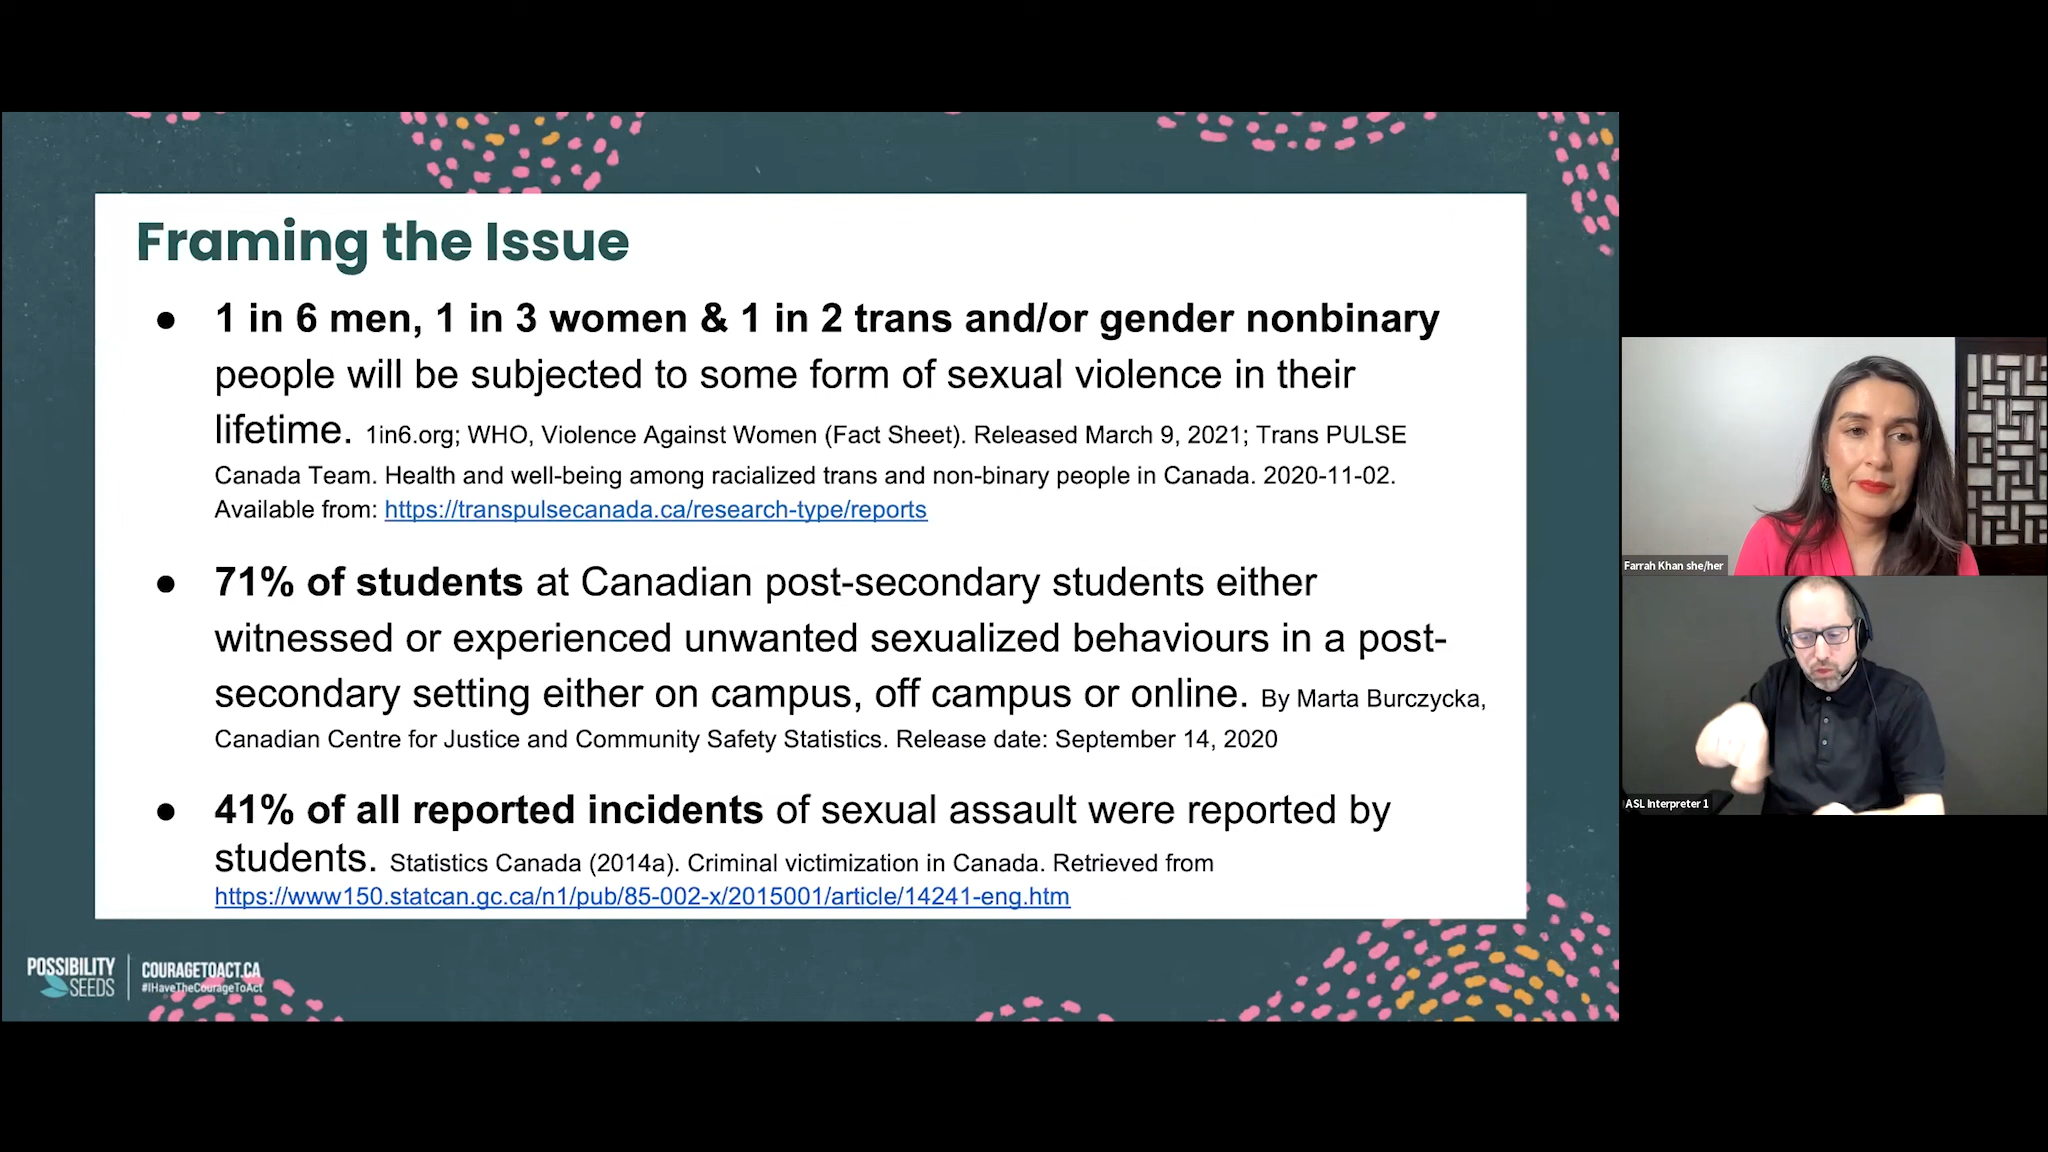 Framing the Issue
● 1 in 6 men, 1 in 3 women & 1 in 2 trans and/or gender nonbinary
people will be subjected to some form of sexual violence in their
lifetime. 1in6.org; WHO, Violence Against Women (Fact Sheet). Released March 9, 2021; Trans PULSE
Canada Team. Health and well-being among racialized trans and non-binary people in Canada. 2020-11-02.
Available from: https://transpulsecanada.ca/research-type/reports
● 71% of students at Canadian post-secondary students either
witnessed or experienced unwanted sexualized behaviours in a post-
secondary setting either on campus, off campus or online. By Marta Burczycka,
Canadian Centre for Justice and Community Safety Statistics. Release date: September 14, 2020
● 41% of all reported incidents of sexual assault were reported by
students. Statistics Canada (2014a). Criminal victimization in Canada. Retrieved from
https://www150.statcan.gc.ca/n1/pub/85-002-x/2015001/article/14241-eng.htm
POSSIBILITY
SEEDS
COURAGETOACT.CA
#IHaveTheCourageToAct
Farrah Khan she/her
ASL Interpreter 1